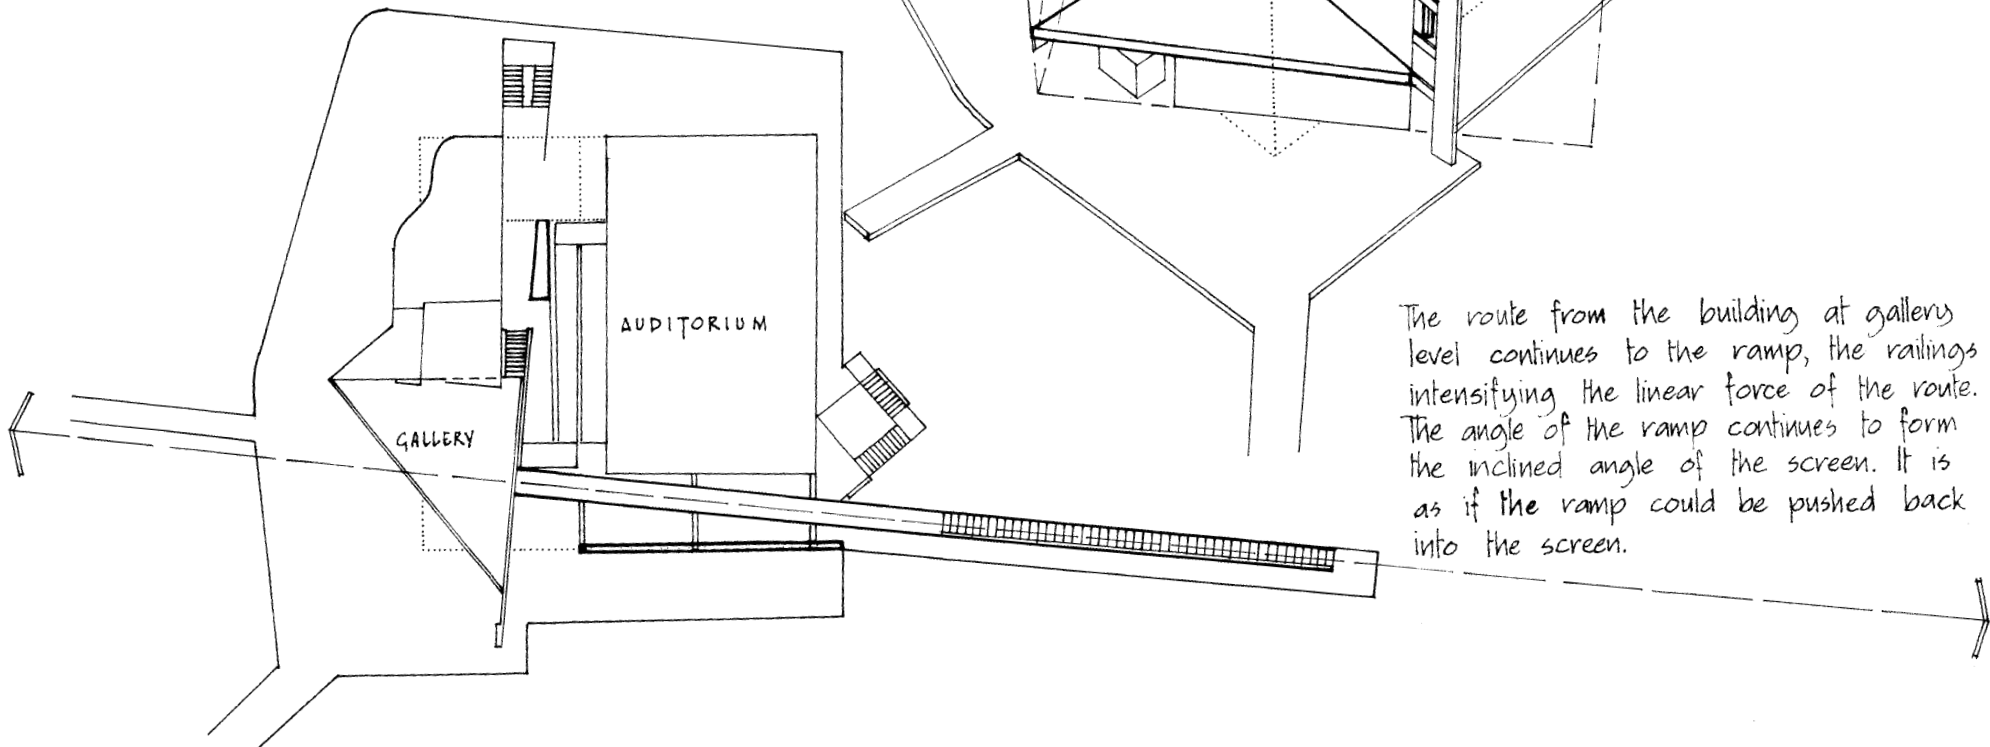 AUDITORIUM
GALLERY
The route from the building at gallery
level continues to the ramp, the railings
intensifying the linear force of the route.
The angle of the ramp continues to form
the inclined angle of the screen. It is
as if the ramp could be pushed back
into the screen.